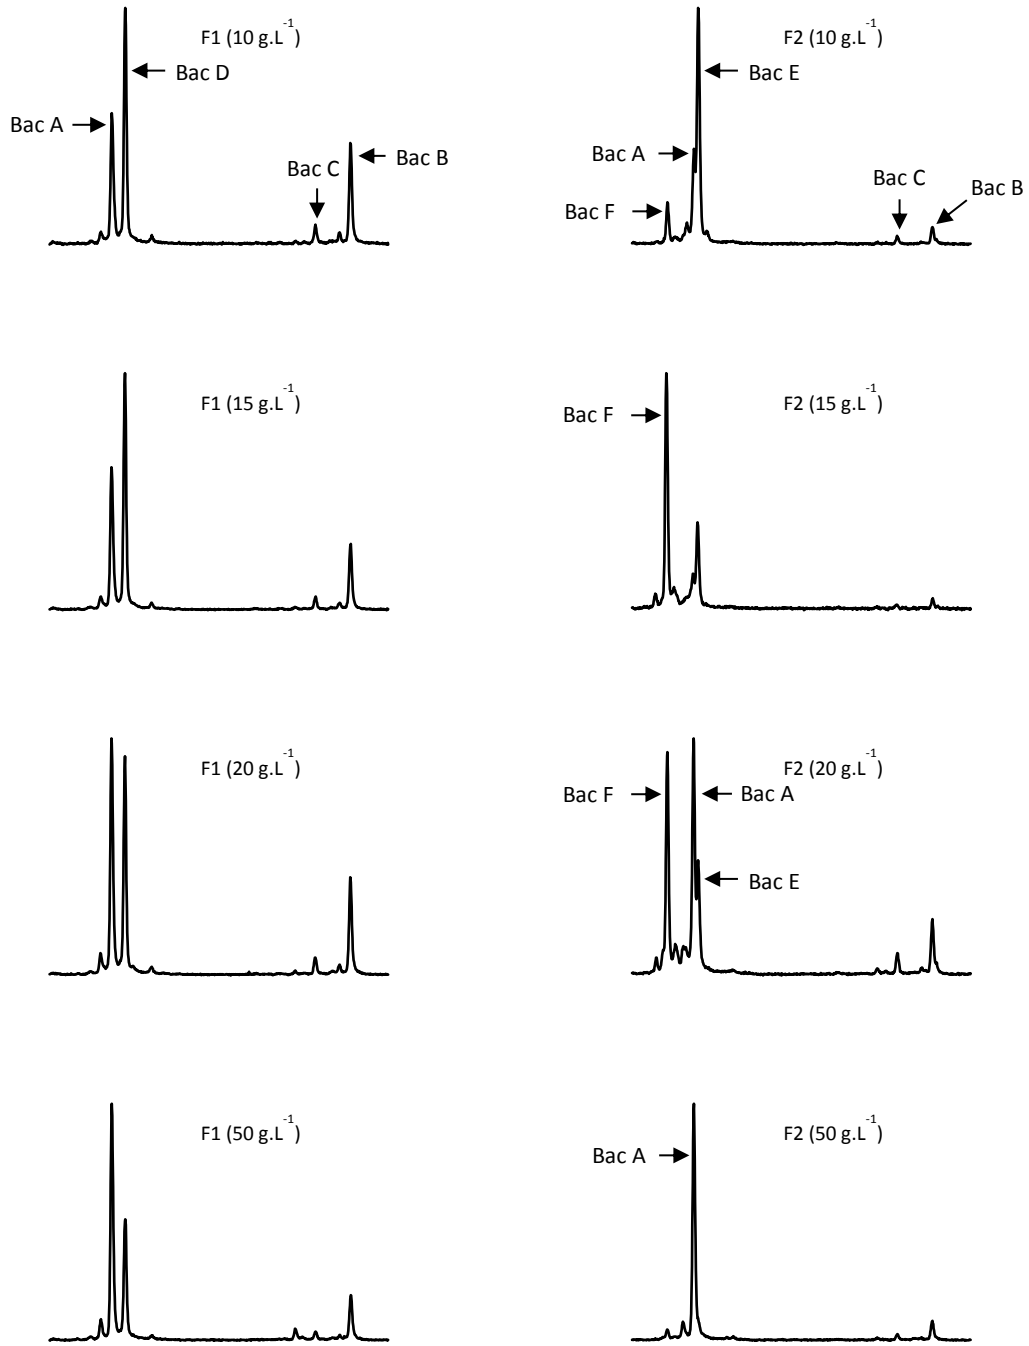 F1 (10 g.L-1)
Bac D
Bac A
Bac C
Bac B
F2 (10 g.L-1)
Bac E
Bac A
Bac F
Bac C
Bac B
F1 (15 g.L-1)
F2 (15 g.L-1)
Bac F
F1 (20 g.L-1)
F2 (20 g.L-1)
Bac F
Bac A
Bac E
F1 (50 g.L-1)
F2 (50 g.L-1)
Bac A